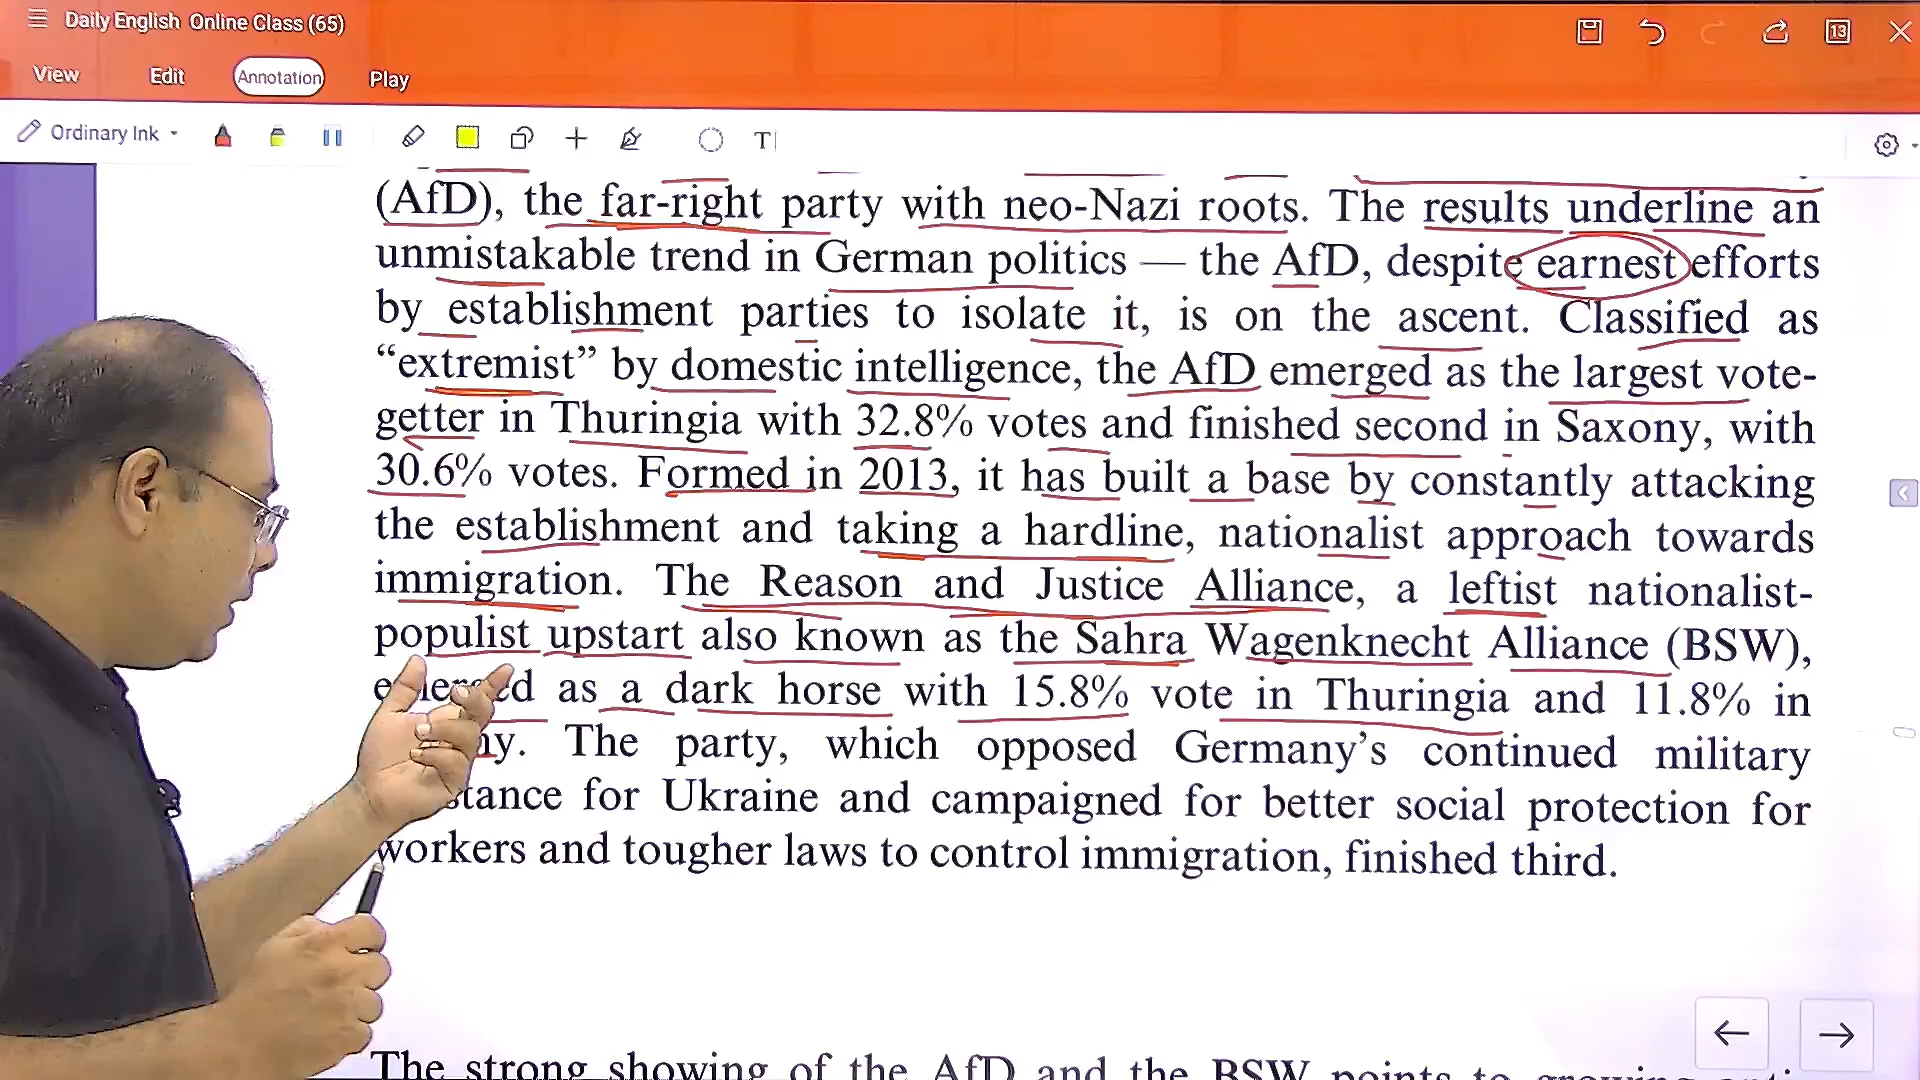 Daily English Online Class (65)
13
View Edit Annotation Play
Ordinary Ink
T
(AfD), the far-right party with neo-Nazi roots. The results underline an
unmistakable trend in German politics — the AfD, despite earnest efforts
by establishment parties to isolate it, is on the ascent. Classified as
“extremist” by domestic intelligence, the AfD emerged as the largest vote-
getter in Thuringia with 32.8% votes and finished second in Saxony, with
30.6% votes. Formed in 2013, it has built a base by constantly attacking
the establishment and taking a hardline, nationalist approach towards
immigration. The Reason and Justice Alliance, a leftist nationalist-
populist upstart also known as the Sahra Wagenknecht Alliance (BSW),
as a dark horse with 15.8% vote in Thuringia and 11.8% in
The party, which opposed Germany’s continued military
for Ukraine and campaigned for better social protection for
workers and tougher laws to control immigration, finished third.
The strong showing of the AfD and the BSW points to growing